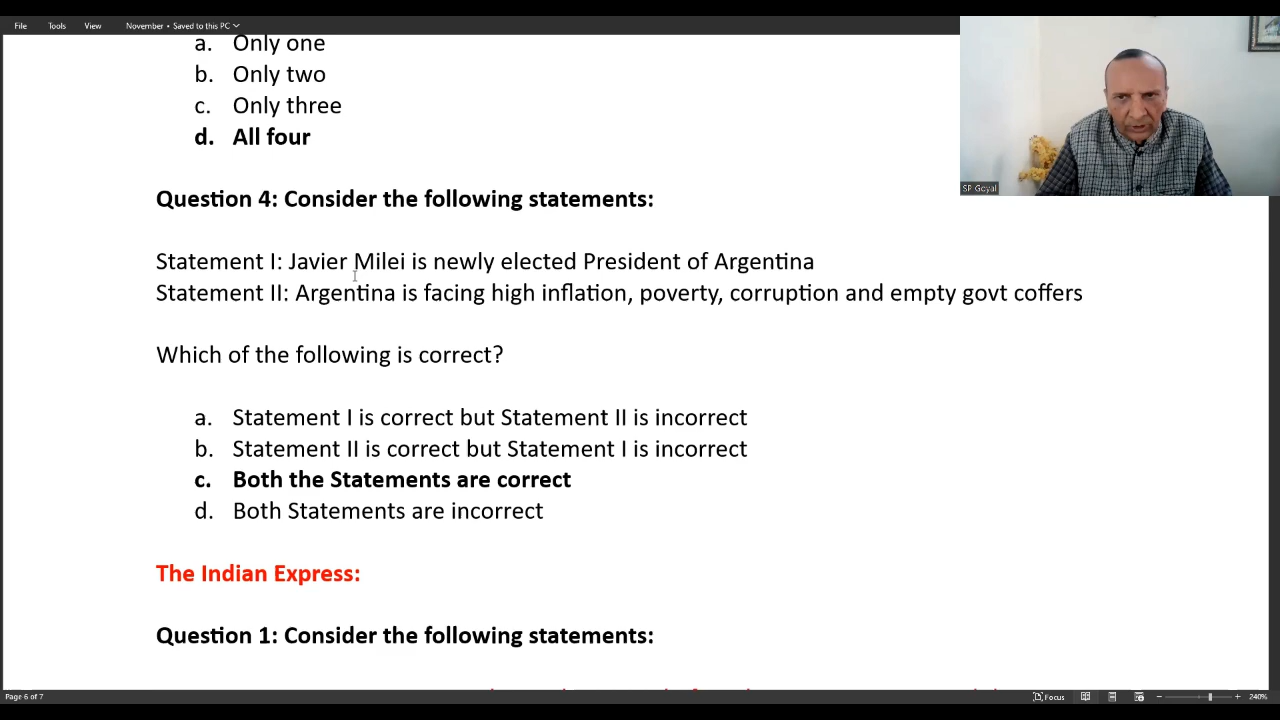 File Tools View November • Saved to this PC
a. Only one
b. Only two
c. Only three
d. All four
SP Goyal
Question 4: Consider the following statements:
Statement I: Javier Milei is newly elected President of Argentina
Statement II: Argentina is facing high inflation, poverty, corruption and empty govt coffers
Which of the following is correct?
a. Statement I is correct but Statement II is incorrect
b. Statement II is correct but Statement I is incorrect
c. Both the Statements are correct
d. Both Statements are incorrect
The Indian Express:
Question 1: Consider the following statements:
Page 6 of 7 Focus 240%